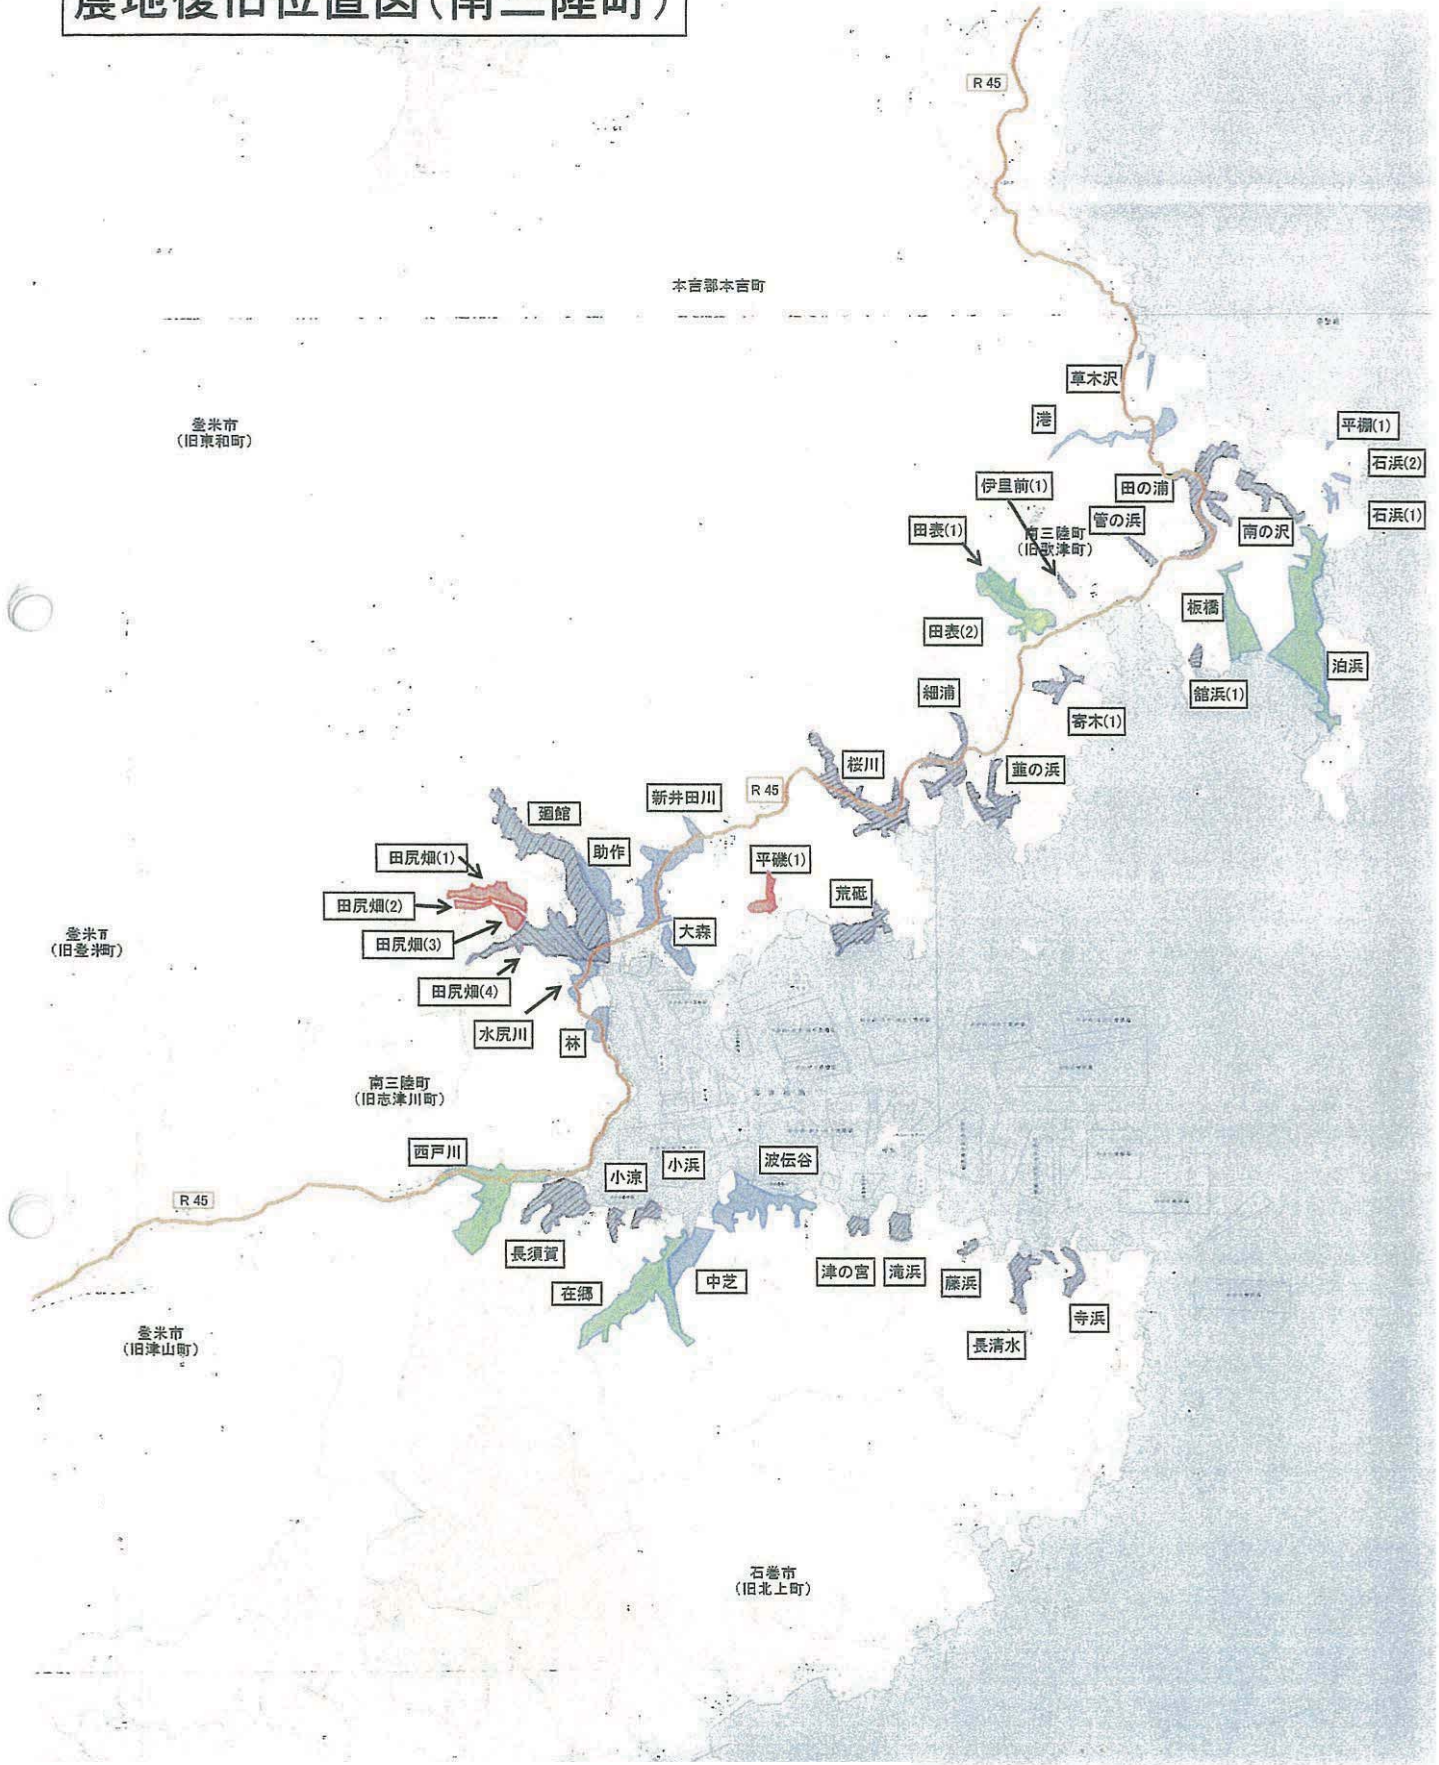 農地復旧位置図(南三陸町)
R 45
本吉郡本吉町
草木沢
登米市
(旧東和町)
港
平棚(1)
石浜(2)
伊里前(1)
田の浦
石浜(1)
管の浜
田表(1)
南三陸町
(旧歌津町)
南の沢
板橋
田表(2)
泊浜
細浦
舘浜(1)
寄木(1)
桜川
韮の浜
R 45
新井田川
廻館
助作
田尻畑(1)
平磯(1)
荒砥
田尻畑(2)
大森
登米市
(旧登米町)
田尻畑(3)
田尻畑(4)
水尻川
林
南三陸町
(旧志津川町)
西戸川
小浜
波伝谷
小涼
R 45
長須賀
津の宮
滝浜
藤浜
中芝
在郷
寺浜
長清水
登米市
(旧津山町)
石巻市
(旧北上町)